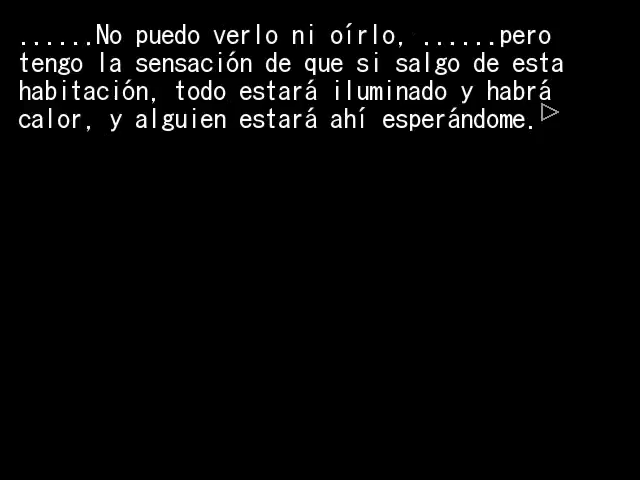 ......No puedo verlo ni oírlo, ......pero
tengo la sensación de que si salgo de esta
habitación, todo estará iluminado y habrá
calor, y alguien estará ahí esperándome.